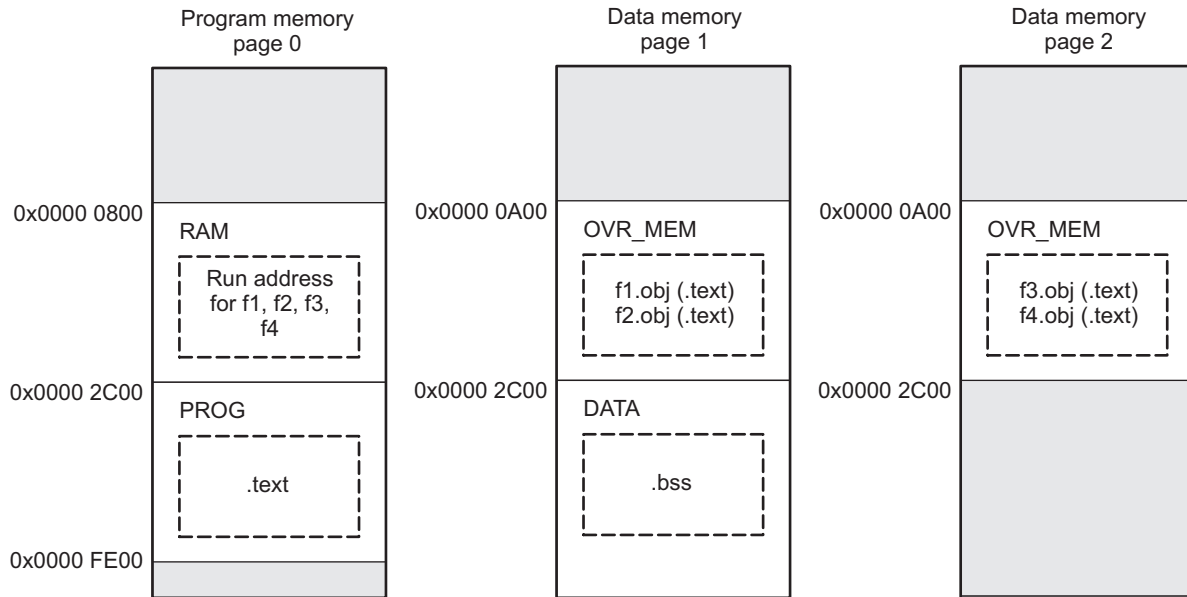 Program memory
page 0
0x0000 0800
RAM
Run address
for f1, f2, f3,
f4
0x0000 2C00
PROG
.text
0x0000 FE00
Data memory
page 1
0x0000 0A00
OVR_MEM
f1.obj (.text)
f2.obj (.text)
0x0000 2C00
DATA
.bss
Data memory
page 2
0x0000 0A00
OVR_MEM
f3.obj (.text)
f4.obj (.text)
0x0000 2C00